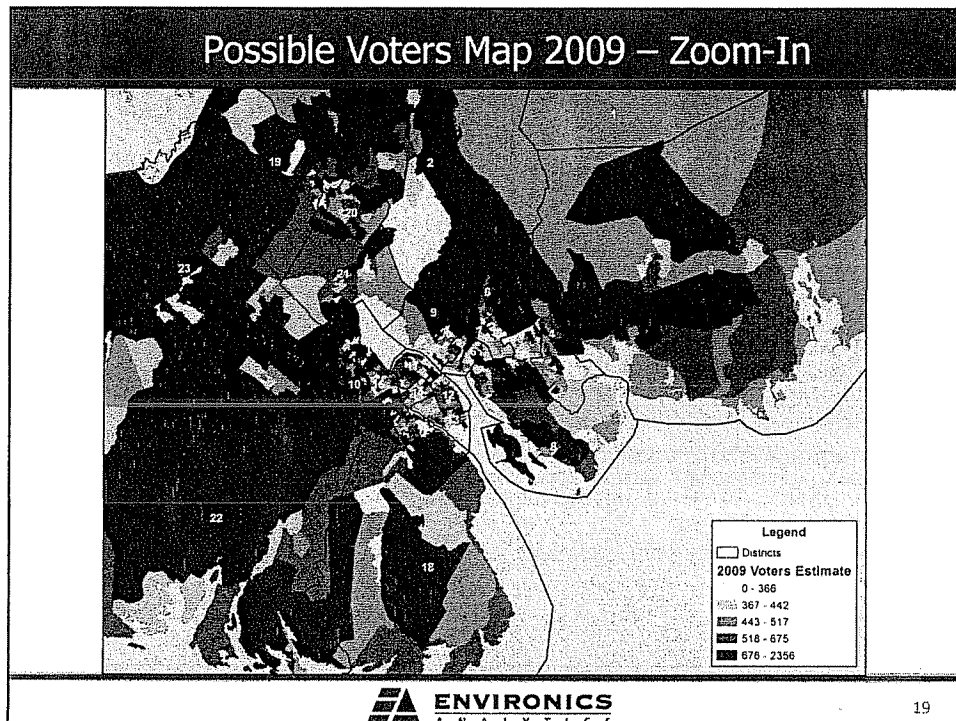 Possible Voters Map 2009 – Zoom-In
1
19
2
20
23
21
6
9
10
8
22
18
Legend
Districts
2009 Voters Estimate
0 - 366
367 - 442
443 - 517
518 - 675
676 - 2356
ENVIRONICS
ANALYTICS
19